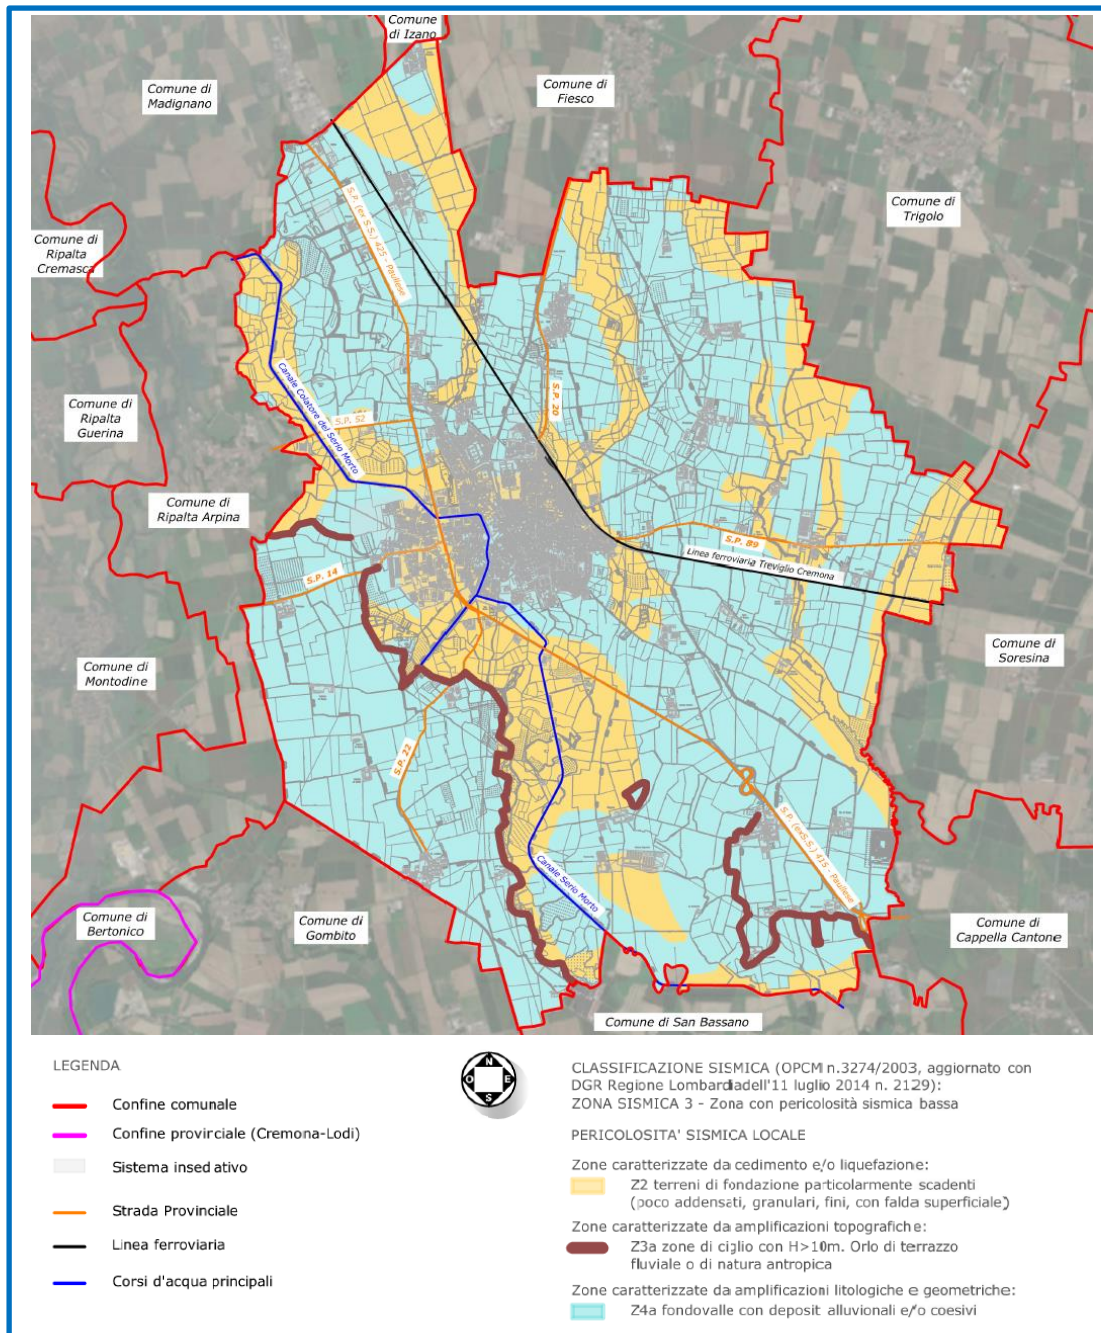 Comune
di Izano
Comune di
Madignano
Comune di
Fiesco
Comune di
Trigolo
Comune di
Ripalta
Cremasca
S.P. (ex S.S.) 425 - Paullese
Canale Colatore del Serio Morto
S.P. 52
S.P. 20
Comune di
Ripalta
Guerina
Comune di
Ripalta Arpina
S.P. 89
Linea ferroviaria Treviglio Cremona
S.P. 14
Comune di
Montodine
Comune di
Soresina
S.P. 22
S.P. (ex S.S.) 415 - Paullese
Canale Serio Morto
Comune di
Bertonico
Comune di
Gombito
Comune di
Cappella Cantone
Comune di San Bassano
LEGENDA
Confine comunale
Confine provinciale (Cremona-Lodi)
Sistema insediativo
Strada Provinciale
Linea ferroviaria
Corsi d'acqua principali
N
O E
S
CLASSIFICAZIONE SISMICA (OPCM n.3274/2003, aggiornato con
DGR Regione Lombardiadell'11 luglio 2014 n. 2129):
ZONA SISMICA 3 - Zona con pericolosità sismica bassa
PERICOLOSITA' SISMICA LOCALE
Zone caratterizzate da cedimento e/o liquefazione:
Z2 terreni di fondazione particolarmente scadenti
(poco addensati, granulari, fini, con falda superficiale)
Zone caratterizzate da amplificazioni topografiche:
Z3a zone di ciglio con H>10m. Orlo di terrazzo
fluviale o di natura antropica
Zone caratterizzate da amplificazioni litologiche e geometriche:
Z4a fondovalle con depositi alluvionali e/o coesivi